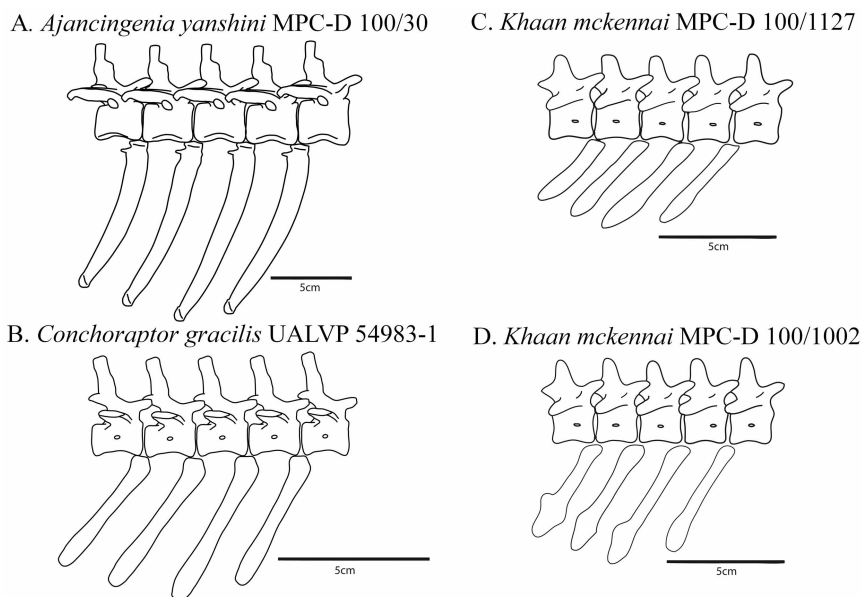 A. Ajancingenia yanshini MPC-D 100/30
5cm
B. Conchoraptor gracilis UALVP 54983-1
5cm
C. Khaan mckennai MPC-D 100/1127
5cm
D. Khaan mckennai MPC-D 100/1002
5cm